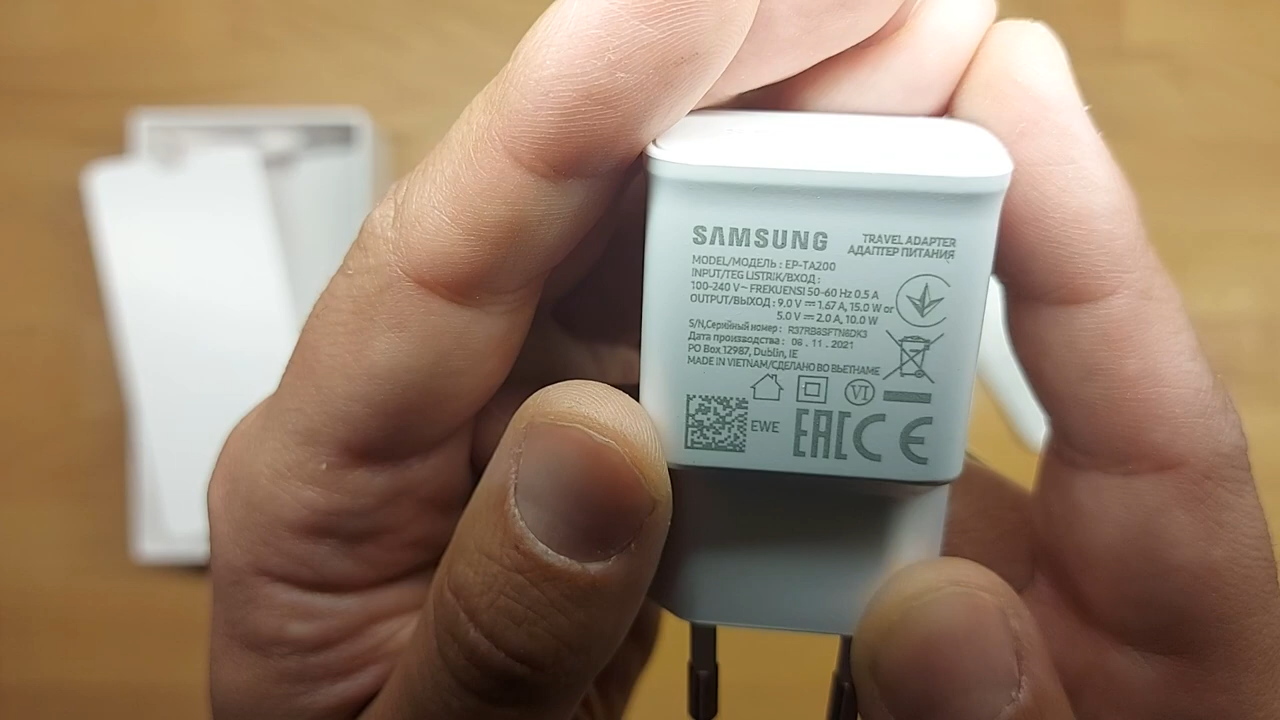 SAMSUNG
TRAVEL ADAPTER
АДАПТЕР ПИТАНИЯ
MODEL/МОДЕЛЬ : EP-TA200
INPUT/TEG LISTRIK/ВХОД :
100-240 V~ FREKUENSI 50-60 Hz 0.5 A
OUTPUT/ВЫХОД : 9.0 V ⎓ 1.67 A, 15.0 W or
5.0 V ⎓ 2.0 A, 10.0 W
S/N,Серийный номер :
Дата производства : 06 . 11 . 2021
PO Box 12987, Dublin, IE
MADE IN VIETNAM/СДЕЛАНО ВО ВЬЕТНАМЕ
VI
EWE
EAC CE